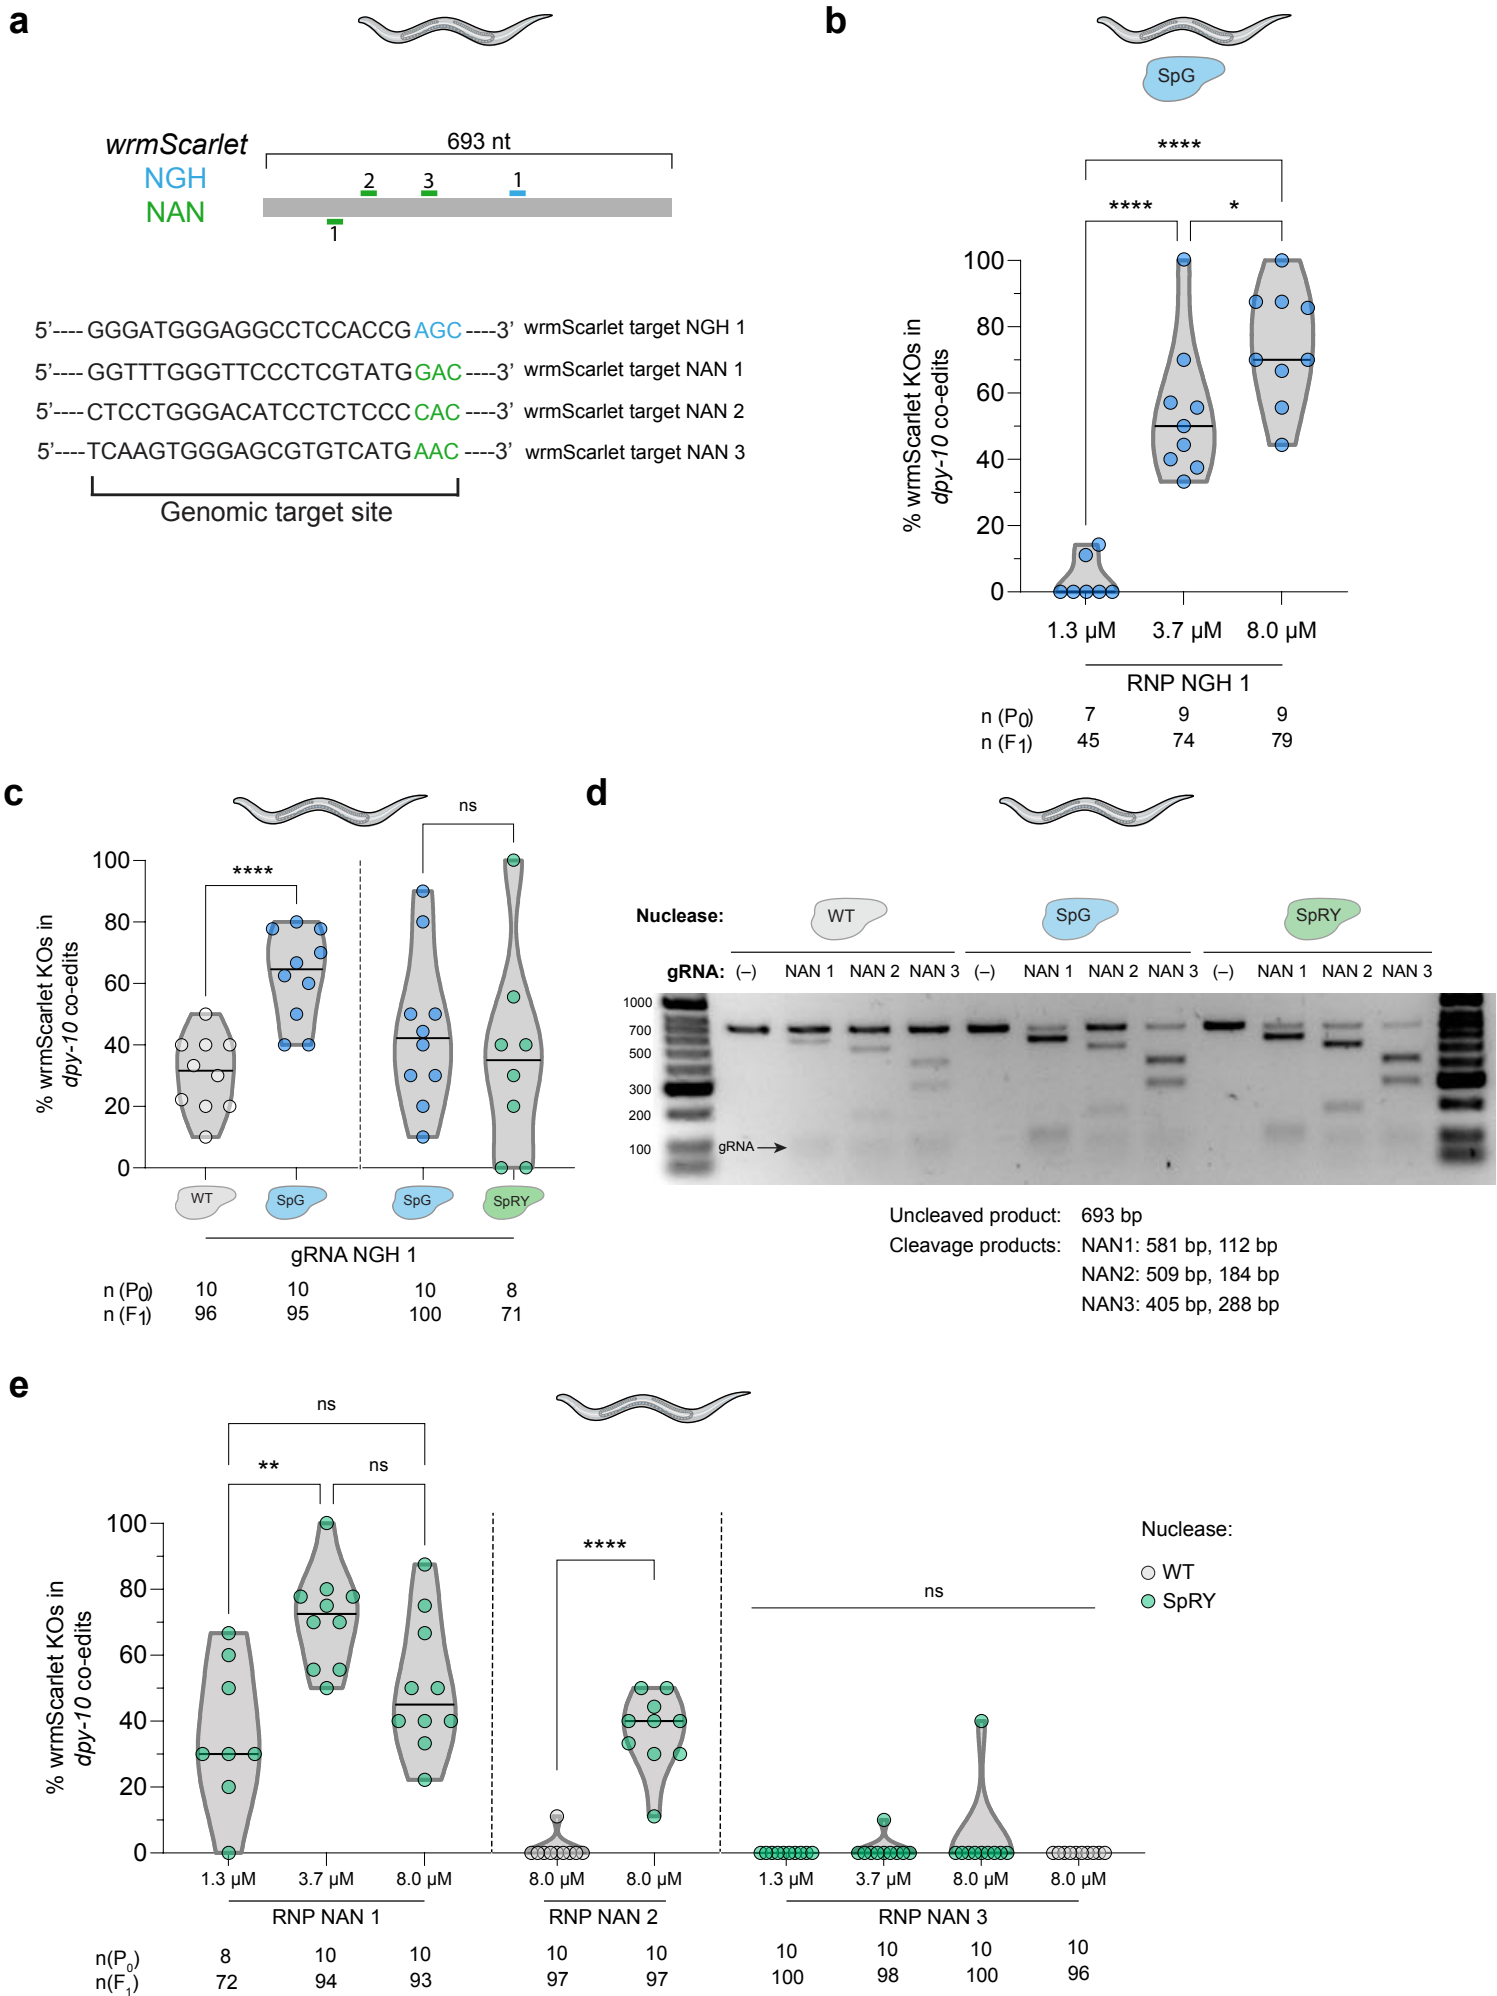 a
wrmScarlet
693 nt
NGH
NAN
2
3
1
1
5’----GGGATGGGAGGCCTCCACCGAGC----3’ wrmScarlet target NGH 1
5’----GGTTTGGGTTCCCTCGTATGGAC----3’ wrmScarlet target NAN 1
5’----CTCCTGGGACATCCTCTCCCCAC----3’ wrmScarlet target NAN 2
5’----TCAAGTGGGAGCGTGTCATGAAC----3’ wrmScarlet target NAN 3
Genomic target site
b
SpG
****
**** *
% wrmScarlet KOs in
dpy-10 co-edits
100
80
60
40
20
0
1.3 µM 3.7 µM 8.0 µM
RNP NGH 1
n (P0) 7 9 9
n (F1) 45 74 79
c
ns
****
% wrmScarlet KOs in
dpy-10 co-edits
100
80
60
40
20
0
WT SpG SpG SpRY
gRNA NGH 1
n (P0) 10 10 10 8
n (F1) 96 95 100 71
d
Nuclease: WT SpG SpRY
gRNA: (–) NAN 1 NAN 2 NAN 3 (–) NAN 1 NAN 2 NAN 3 (–) NAN 1 NAN 2 NAN 3
1000
700
500
300
200
100
gRNA
Uncleaved product: 693 bp
Cleavage products: NAN1: 581 bp, 112 bp
NAN2: 509 bp, 184 bp
NAN3: 405 bp, 288 bp
e
ns
** ns
****
ns
% wrmScarlet KOs in
dpy-10 co-edits
100
80
60
40
20
0
Nuclease:
WT
SpRY
1.3 µM 3.7 µM 8.0 µM 8.0 µM 8.0 µM 1.3 µM 3.7 µM 8.0 µM 8.0 µM
RNP NAN 1 RNP NAN 2 RNP NAN 3
n(P0) 8 10 10 10 10 10 10 10 10
n(F1) 72 94 93 97 97 100 98 100 96